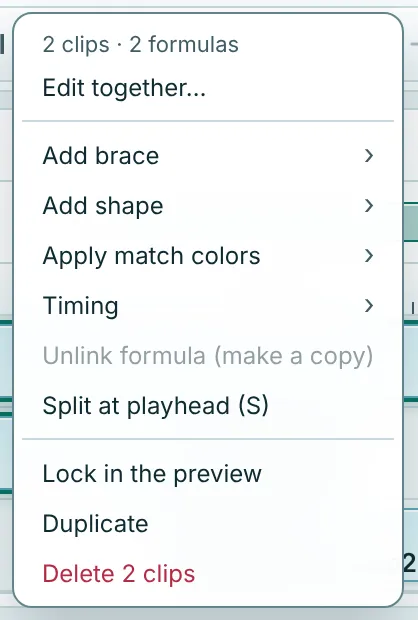 2 clips · 2 formulas
Edit together...
Add brace
Add shape
Apply match colors
Timing
Unlink formula (make a copy)
Split at playhead (S)
Lock in the preview
Duplicate
Delete 2 clips
2